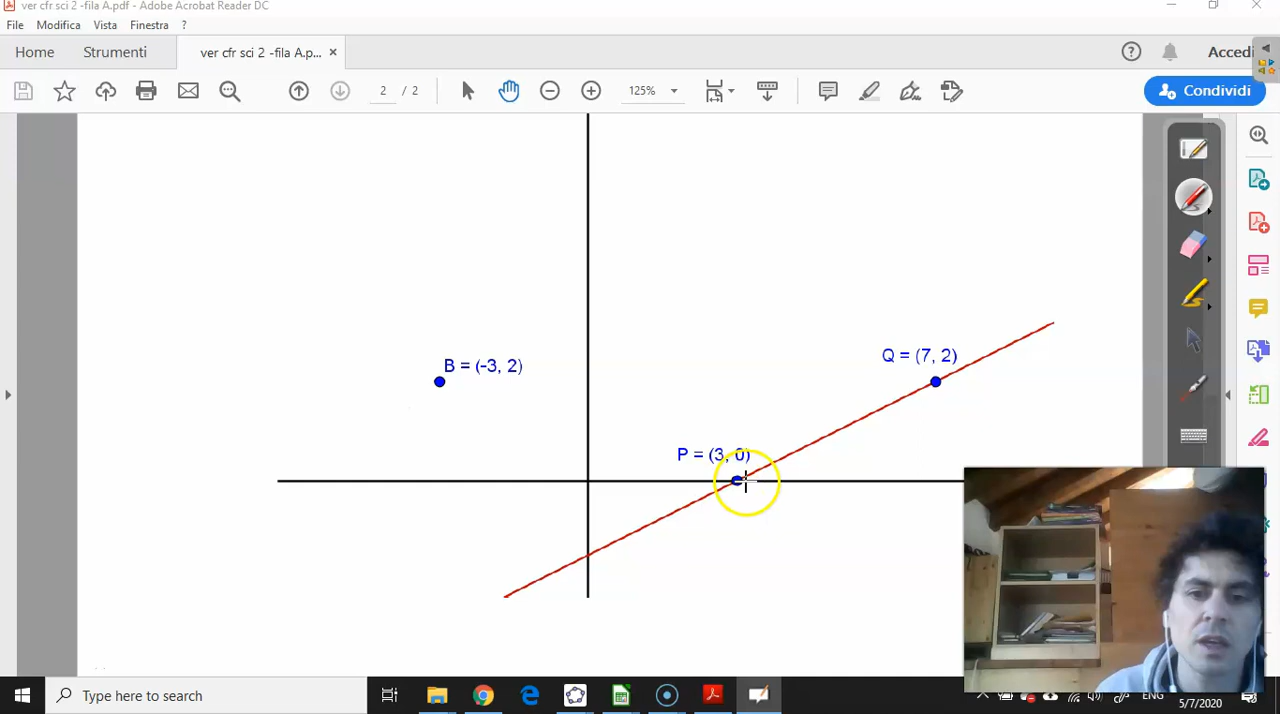 ver cfr sci 2 -fila A.pdf - Adobe Acrobat Reader DC
File Modifica Vista Finestra ?
Home Strumenti ver cfr sci 2 -fila A.p... × Accedi
2 / 2 125% Condividi
Q = (7, 2)
B = (-3, 2)
P = (3, 0)
Type here to search
ENG
5/7/2020